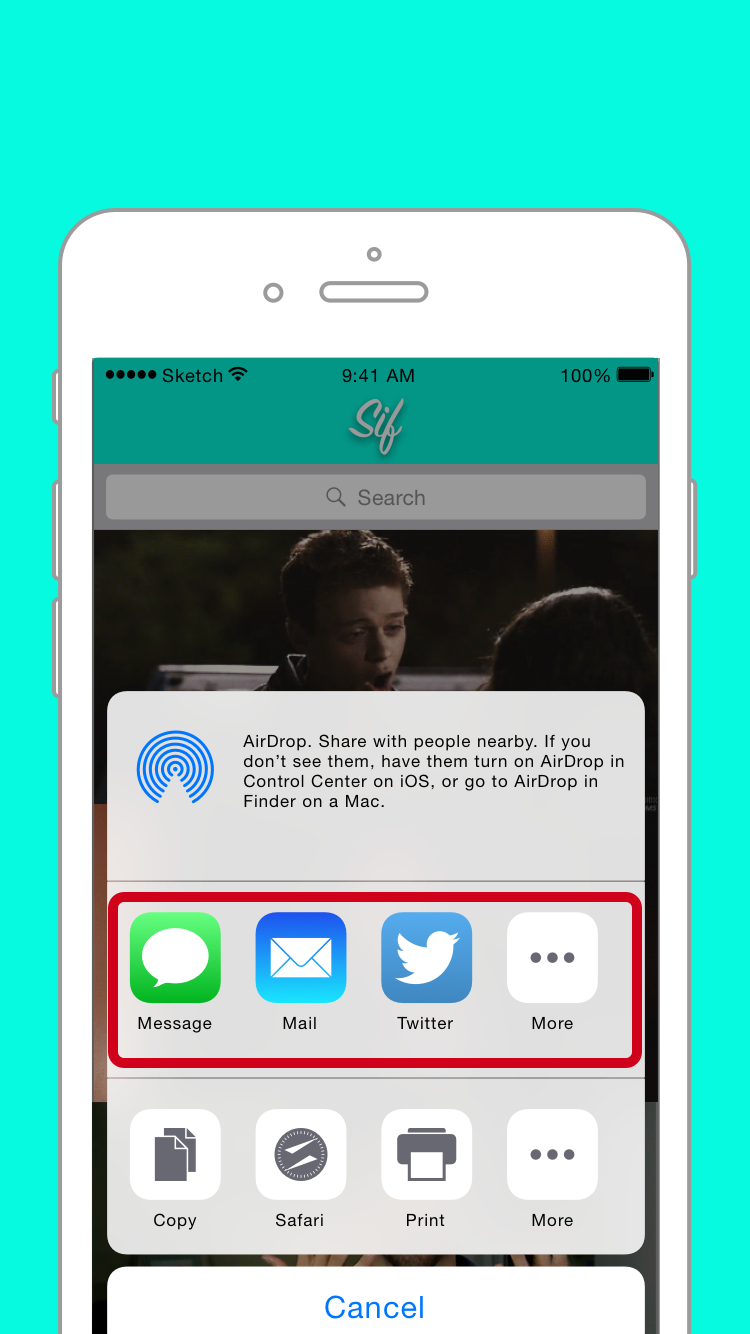 Sketch
9:41 AM
100%
Sif
Search
AirDrop. Share with people nearby. If you
don’t see them, have them turn on AirDrop in
Control Center on iOS, or go to AirDrop in
Finder on a Mac.
Message
Mail
Twitter
More
Copy
Safari
Print
More
Cancel